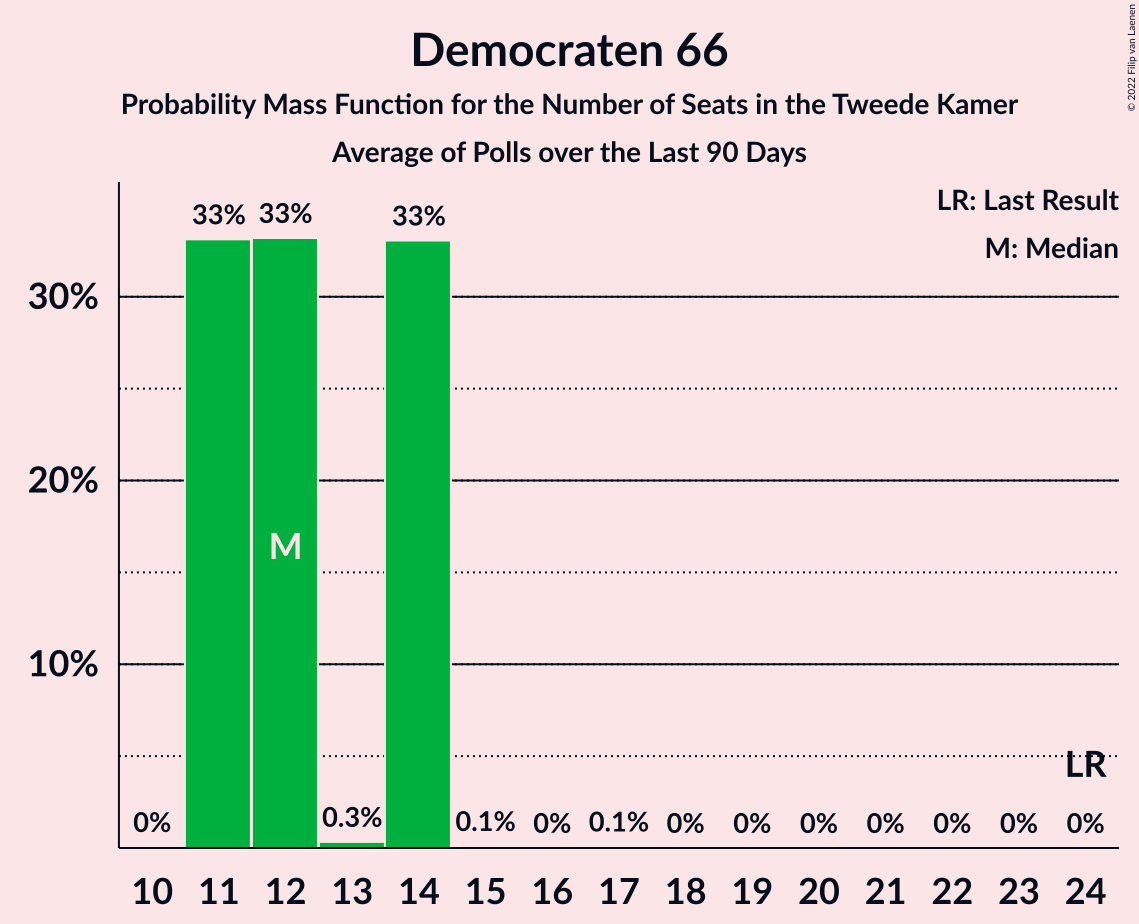 Democraten 66
Probability Mass Function for the Number of Seats in the Tweede Kamer
Average of Polls over the Last 90 Days
© 2022 Filip van Laenen
LR: Last Result
M: Median
33% 33% 33%
30%
20%
M
10%
LR
0% 0.3% 0.1% 0% 0.1% 0% 0% 0% 0% 0% 0% 0%
10 11 12 13 14 15 16 17 18 19 20 21 22 23 24